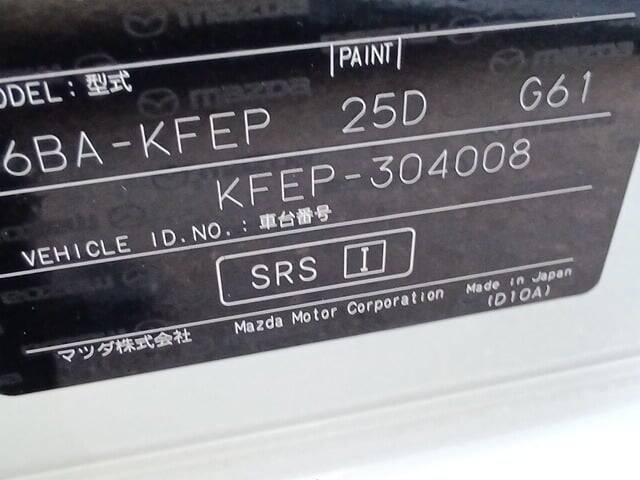 PAINT
ODEL: 型式
6BA-KFEP 25D G61
KFEP-304008
VEHICLE ID.NO.: 車台番号
SRS I
マツダ株式会社 Mazda Motor Corporation Made in Japan
(D10A)